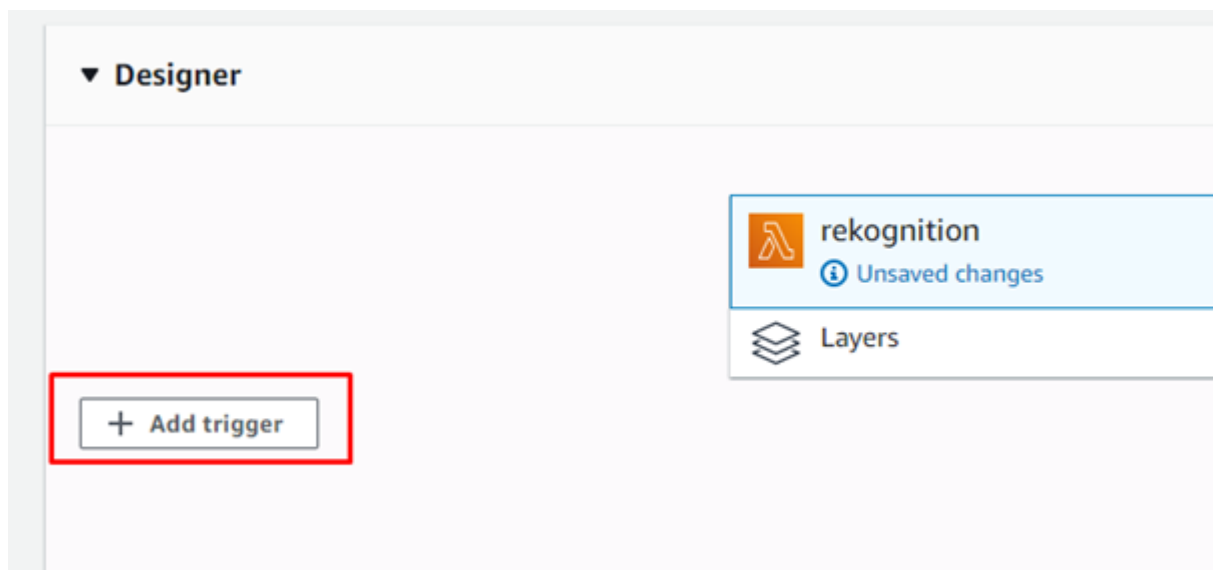 Designer
rekognition
Unsaved changes
Layers
+ Add trigger